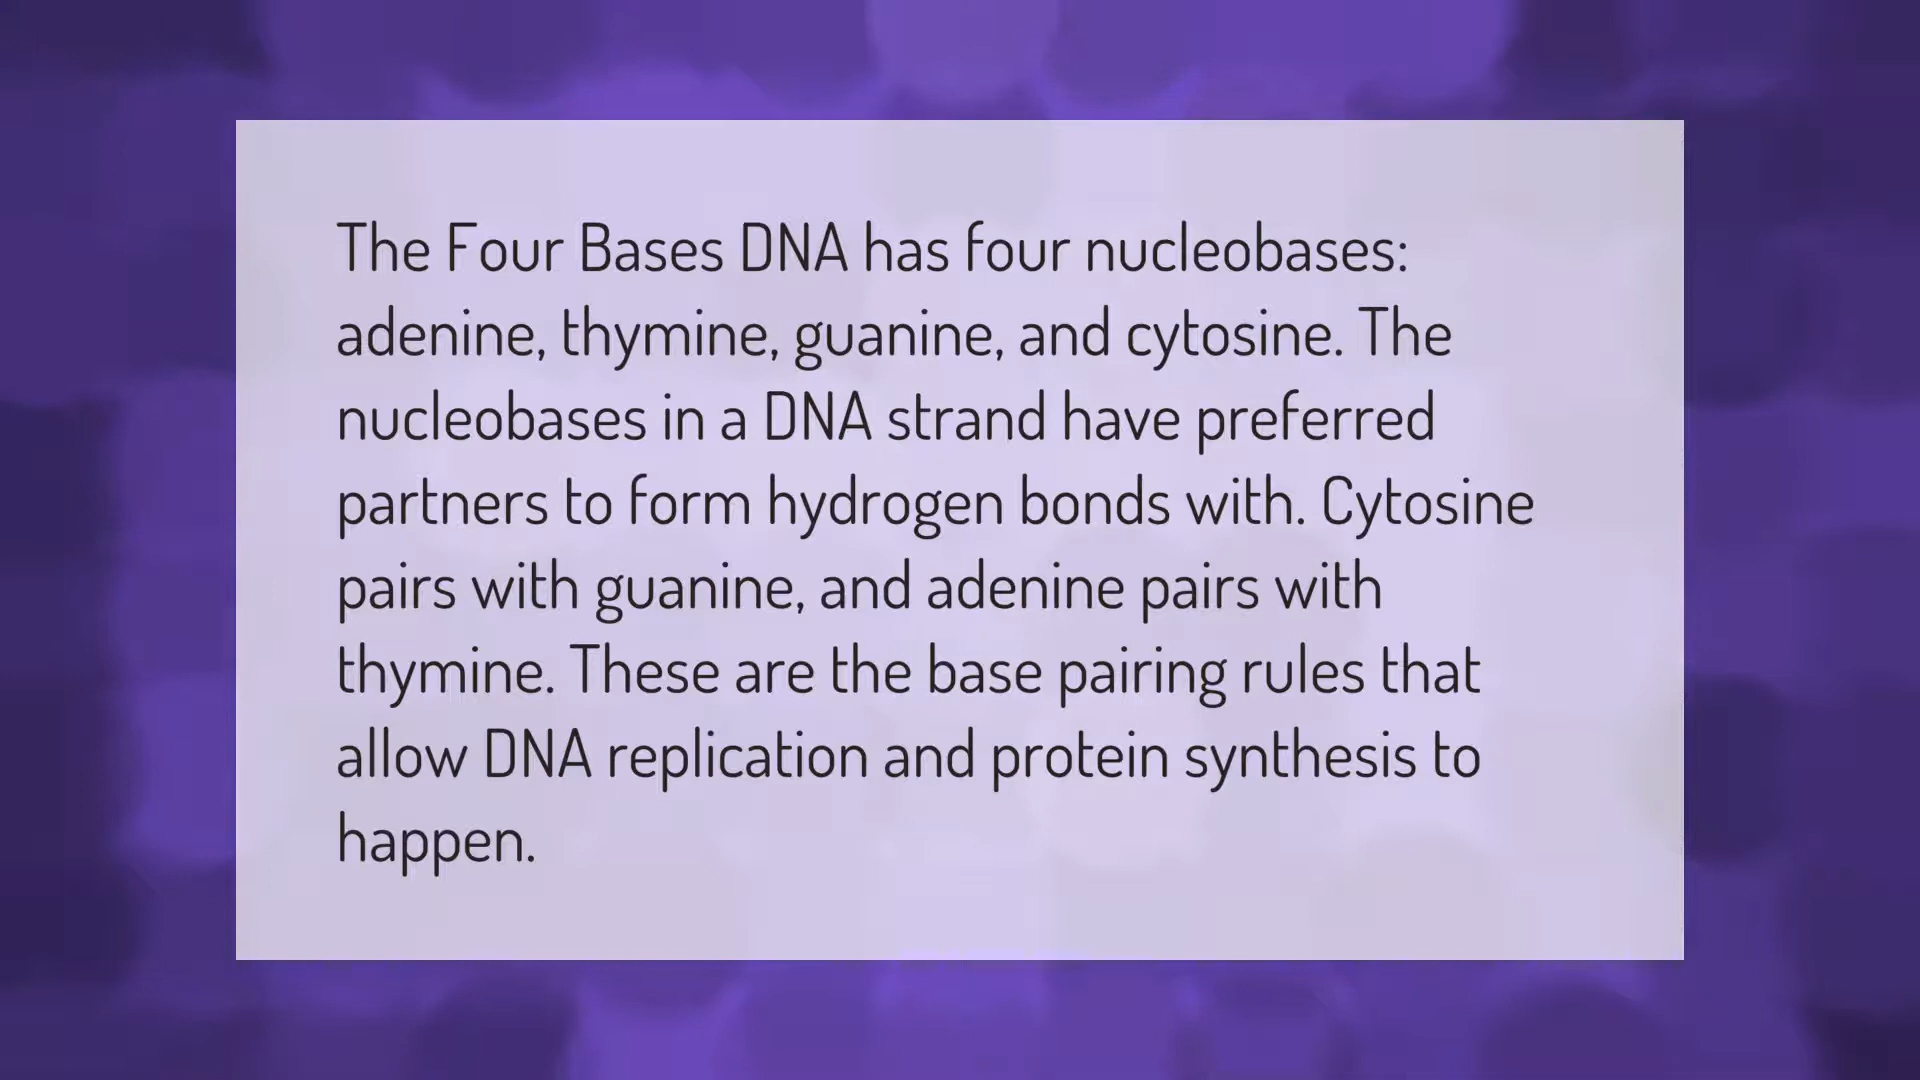 The Four Bases DNA has four nucleobases:
adenine, thymine, guanine, and cytosine. The
nucleobases in a DNA strand have preferred
partners to form hydrogen bonds with. Cytosine
pairs with guanine, and adenine pairs with
thymine. These are the base pairing rules that
allow DNA replication and protein synthesis to
happen.